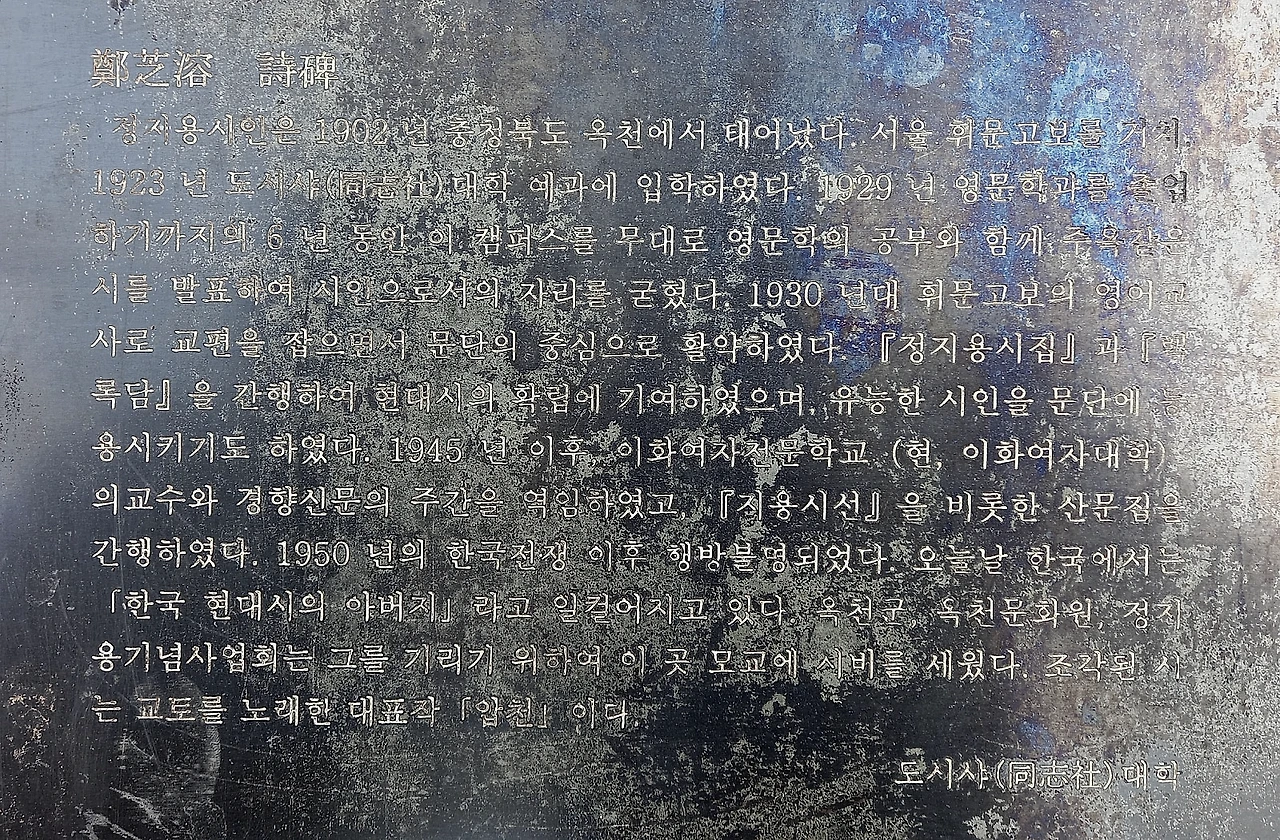 鄭芝溶 詩碑
정지용시인은 1902 년 충청북도 옥천에서 태어났다. 서울 휘문고보를 거쳐,
1923 년 도시샤(同志社)대학 예과에 입학하였다. 1929 년 영문학과를 졸업
하기까지의 6 년 동안 이 캠퍼스를 무대로 영문학의 공부와 함께 주옥같은
시를 발표하여 시인으로서의 자리를 굳혔다. 1930 년대 휘문고보의 영어교
사로 교편을 잡으면서 문단의 중심으로 활약하였다. 『정지용시집』과 『백
록담』을 간행하여 현대시의 확립에 기여하였으며, 유능한 시인을 문단에 등
용시키기도 하였다. 1945 년 이후, 이화여자전문학교 (현, 이화여자대학)
의교수와 경향신문의 주간을 역임하였고, 『지용시선』을 비롯한 산문집을
간행하였다. 1950 년의 한국전쟁 이후 행방불명되었다. 오늘날 한국에서는
「한국 현대시의 아버지」라고 일컬어지고 있다. 옥천군, 옥천문화원, 정지
용기념사업회는 그를 기리기 위하여 이 곳 모교에 시비를 세웠다. 조각된 시
는 교토를 노래한 대표작「압천」이다.
도시샤(同志社)대학